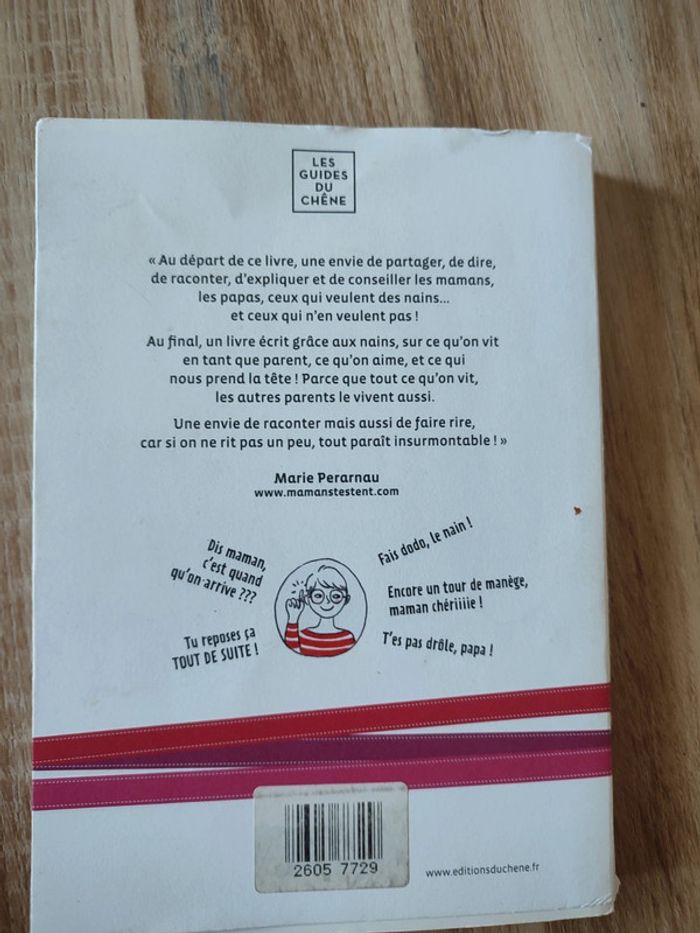 LES
GUIDES
DU
CHÊNE
« Au départ de ce livre, une envie de partager, de dire,
de raconter, d'expliquer et de conseiller les mamans,
les papas, ceux qui veulent des nains...
et ceux qui n'en veulent pas !
Au final, un livre écrit grâce aux nains, sur ce qu'on vit
en tant que parent, ce qu'on aime, et ce qui
nous prend la tête ! Parce que tout ce qu'on vit,
les autres parents le vivent aussi.
Une envie de raconter mais aussi de faire rire,
car si on ne rit pas un peu, tout paraît insurmontable ! »
Marie Perarnau
www.mamanstestent.com
Dis maman,
c'est quand
qu'on arrive ???
Tu reposes ça
TOUT DE SUITE !
Fais dodo, le nain !
Encore un tour de manège,
maman chériiiie !
T'es pas drôle, papa !
2605 7729
www.editionsduchene.fr